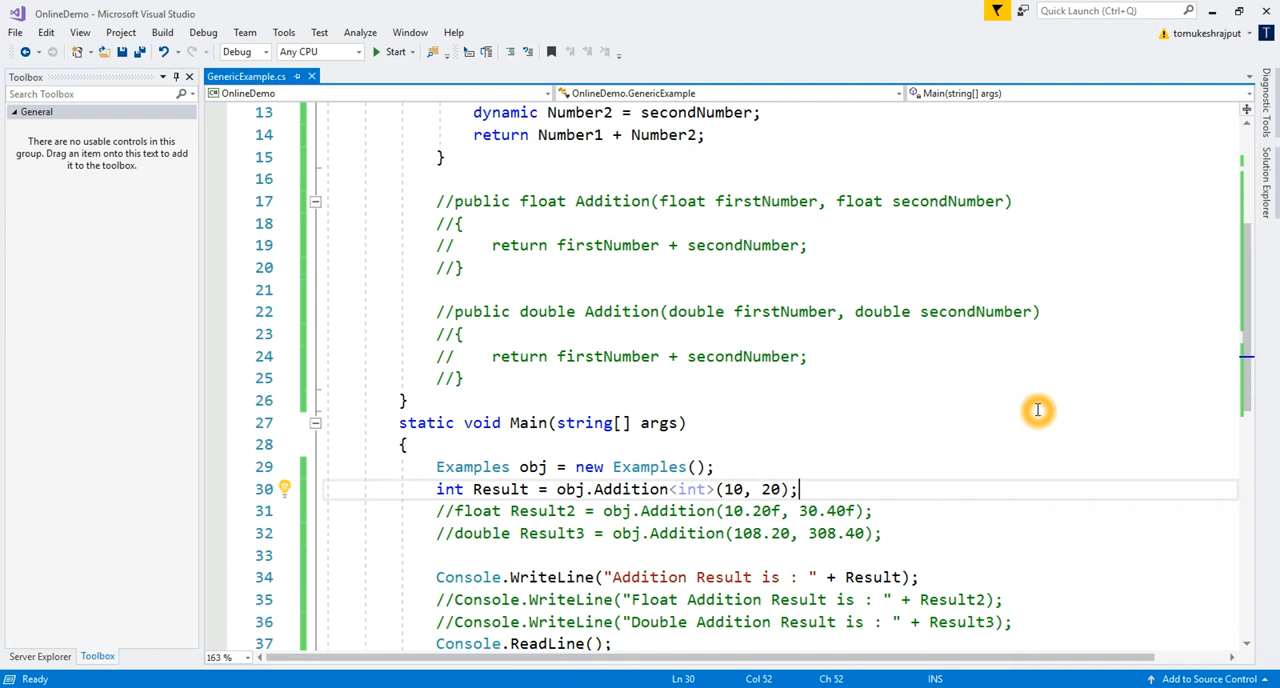 OnlineDemo - Microsoft Visual Studio
Quick Launch (Ctrl+Q)
File Edit View Project Build Debug Team Tools Test Analyze Window Help
tomukeshrajput T
Debug Any CPU Start
Toolbox
GenericExample.cs
Search Toolbox
OnlineDemo OnlineDemo.GenericExample Main(string[] args)
General
There are no usable controls in this
group. Drag an item onto this text to add
it to the toolbox.
13 dynamic Number2 = secondNumber;
14 return Number1 + Number2;
15 }
16
17 //public float Addition(float firstNumber, float secondNumber)
18 //{
19 // return firstNumber + secondNumber;
20 //}
21
22 //public double Addition(double firstNumber, double secondNumber)
23 //{
24 // return firstNumber + secondNumber;
25 //}
26 }
27 static void Main(string[] args)
28 {
29 Examples obj = new Examples();
30 int Result = obj.Addition<int>(10, 20);
31 //float Result2 = obj.Addition(10.20f, 30.40f);
32 //double Result3 = obj.Addition(108.20, 308.40);
33
34 Console.WriteLine("Addition Result is : " + Result);
35 //Console.WriteLine("Float Addition Result is : " + Result2);
36 //Console.WriteLine("Double Addition Result is : " + Result3);
37 Console.ReadLine();
Diagnostic Tools
Solution Explorer
Server Explorer Toolbox
163 %
Ready Ln 30 Col 52 Ch 52 INS Add to Source Control